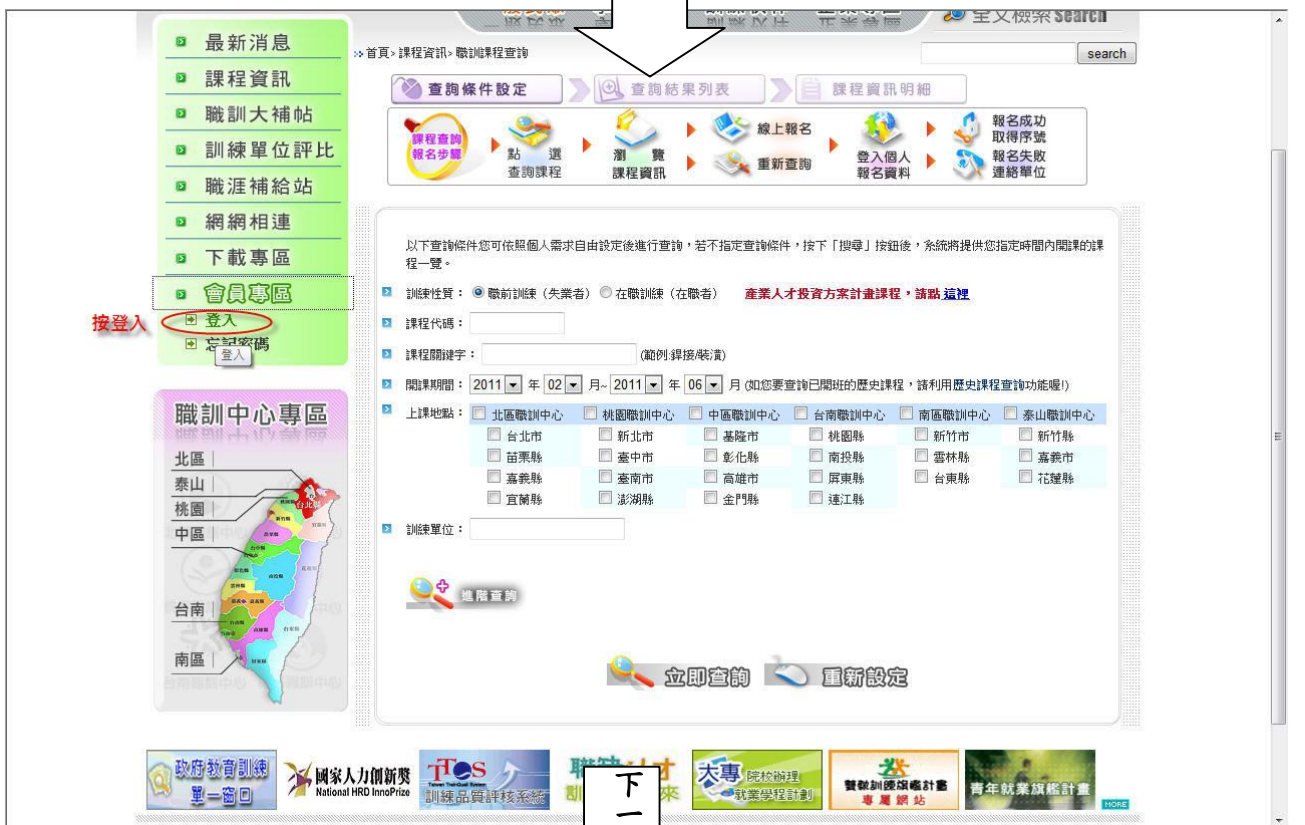 全文檢索 Search
最新消息
課程資訊
職訓大補帖
訓練單位評比
職涯補給站
網網相連
下載專區
會員專區
按登入
登入
忘記密碼
登入
首頁>課程資訊>職訓課程查詢
search
查詢條件設定
查詢結果列表
課程資訊明細
課程查詢
報名步驟
點 選
查詢課程
瀏 覽
課程資訊
線上報名
重新查詢
登入個人
報名資料
報名成功
取得序號
報名失敗
連絡單位
以下查詢條件您可依照個人需求自由設定後進行查詢,若不指定查詢條件,按下「搜尋」按鈕後,系統將提供您指定時間內開課的課
程一覽。
訓練性質: 職前訓練(失業者) 在職訓練(在職者) 產業人才投資方案計畫課程,請點 這裡
課程代碼:
課程關鍵字: (範例:銲接/裝潢)
開課期間: 2011 年 02 月~ 2011 年 06 月 (如您要查詢已開班的歷史課程,請利用歷史課程查詢功能喔!)
上課地點: 北區職訓中心 桃園職訓中心 中區職訓中心 台南職訓中心 南區職訓中心 泰山職訓中心
台北市 新北市 基隆市 桃園縣 新竹市 新竹縣
苗栗縣 臺中市 彰化縣 南投縣 雲林縣 嘉義市
嘉義縣 臺南市 高雄市 屏東縣 台東縣 花蓮縣
宜蘭縣 澎湖縣 金門縣 連江縣
訓練單位:
進階查詢
立即查詢 重新設定
職訓中心專區
北區
泰山
桃園
中區
台南
南區
政府教育訓練
單一窗口
國家人力創新獎
National HRD InnoPrize
TTQS
訓練品質評核系統
下
一
大專 院校辦理
就業學程計劃
雙軌訓練旗艦計畫
專屬網站
青年就業旗艦計畫
MORE